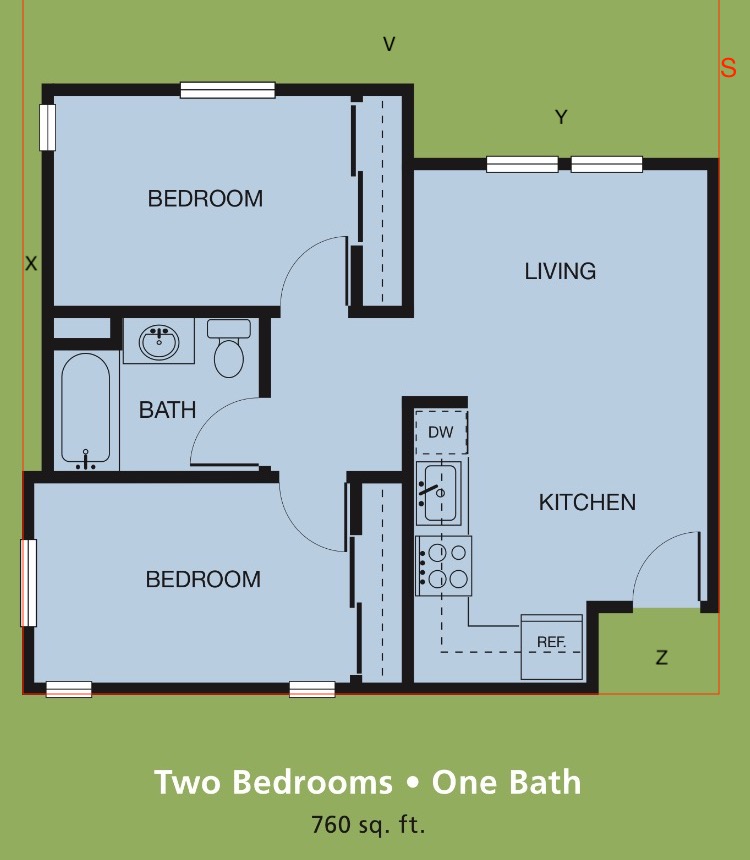 V
S
Y
BEDROOM
X
LIVING
BATH
DW
KITCHEN
BEDROOM
REF.
Z
Two Bedrooms • One Bath
760 sq. ft.